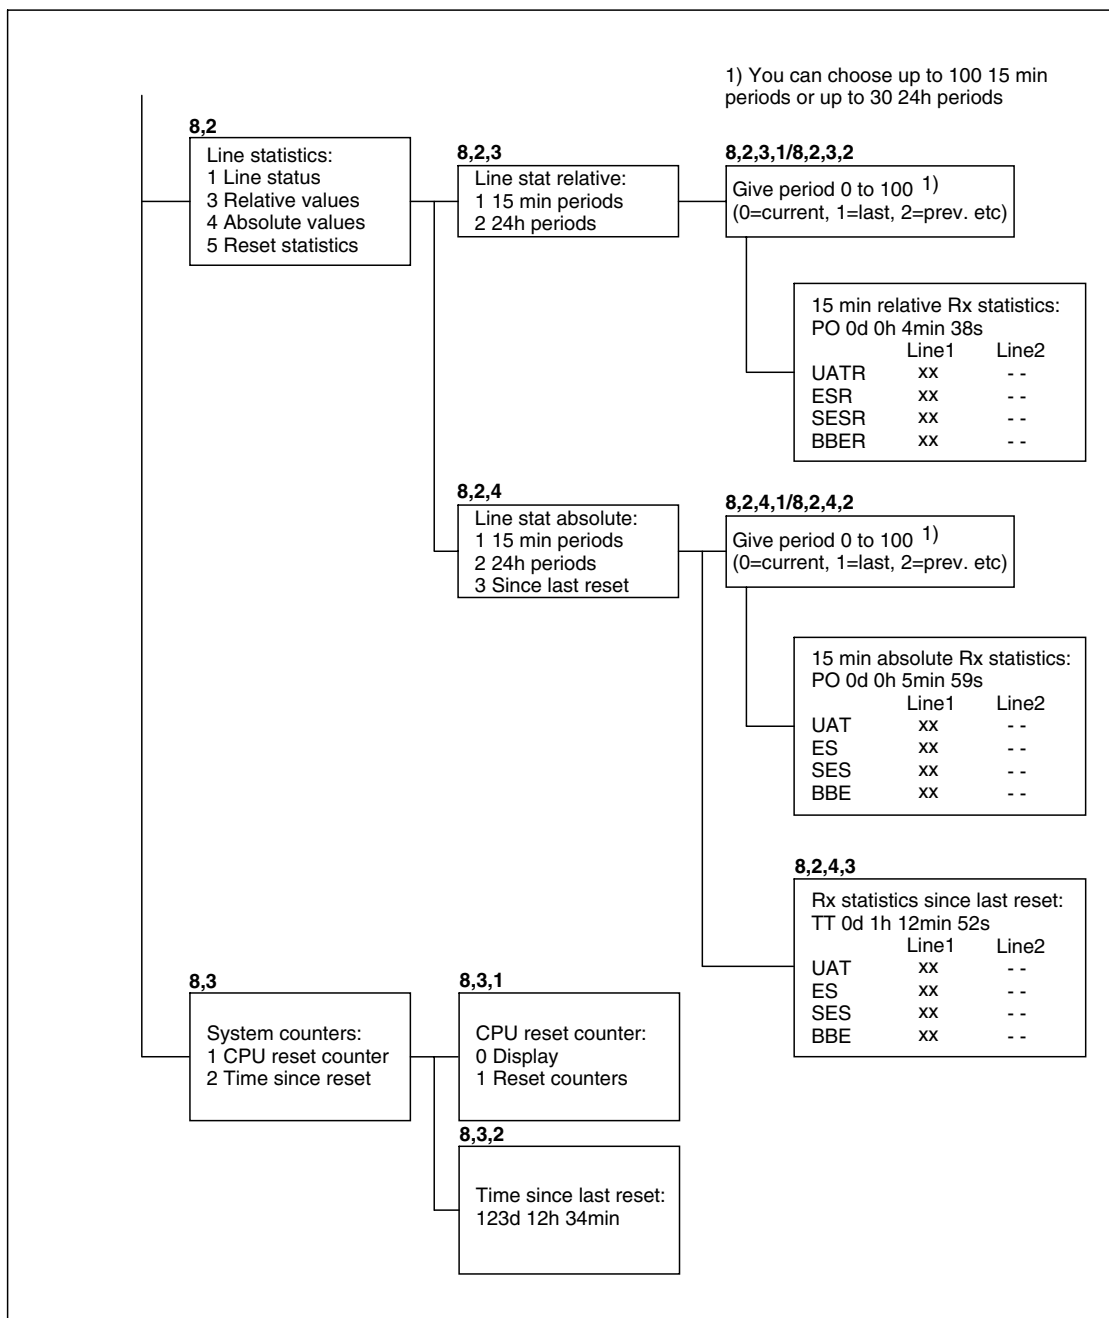 1) You can choose up to 100 15 min
periods or up to 30 24h periods
8,2
Line statistics:
1 Line status
3 Relative values
4 Absolute values
5 Reset statistics
8,2,3
Line stat relative:
1 15 min periods
2 24h periods
8,2,3,1/8,2,3,2
Give period 0 to 100 1)
(0=current, 1=last, 2=prev. etc)
15 min relative Rx statistics:
PO 0d 0h 4min 38s
Line1 Line2
UATR xx - -
ESR xx - -
SESR xx - -
BBER xx - -
8,2,4
Line stat absolute:
1 15 min periods
2 24h periods
3 Since last reset
8,2,4,1/8,2,4,2
Give period 0 to 100 1)
(0=current, 1=last, 2=prev. etc)
15 min absolute Rx statistics:
PO 0d 0h 5min 59s
Line1 Line2
UAT xx - -
ES xx - -
SES xx - -
BBE xx - -
8,2,4,3
Rx statistics since last reset:
TT 0d 1h 12min 52s
Line1 Line2
UAT xx - -
ES xx - -
SES xx - -
BBE xx - -
8,3
System counters:
1 CPU reset counter
2 Time since reset
8,3,1
CPU reset counter:
0 Display
1 Reset counters
8,3,2
Time since last reset:
123d 12h 34min